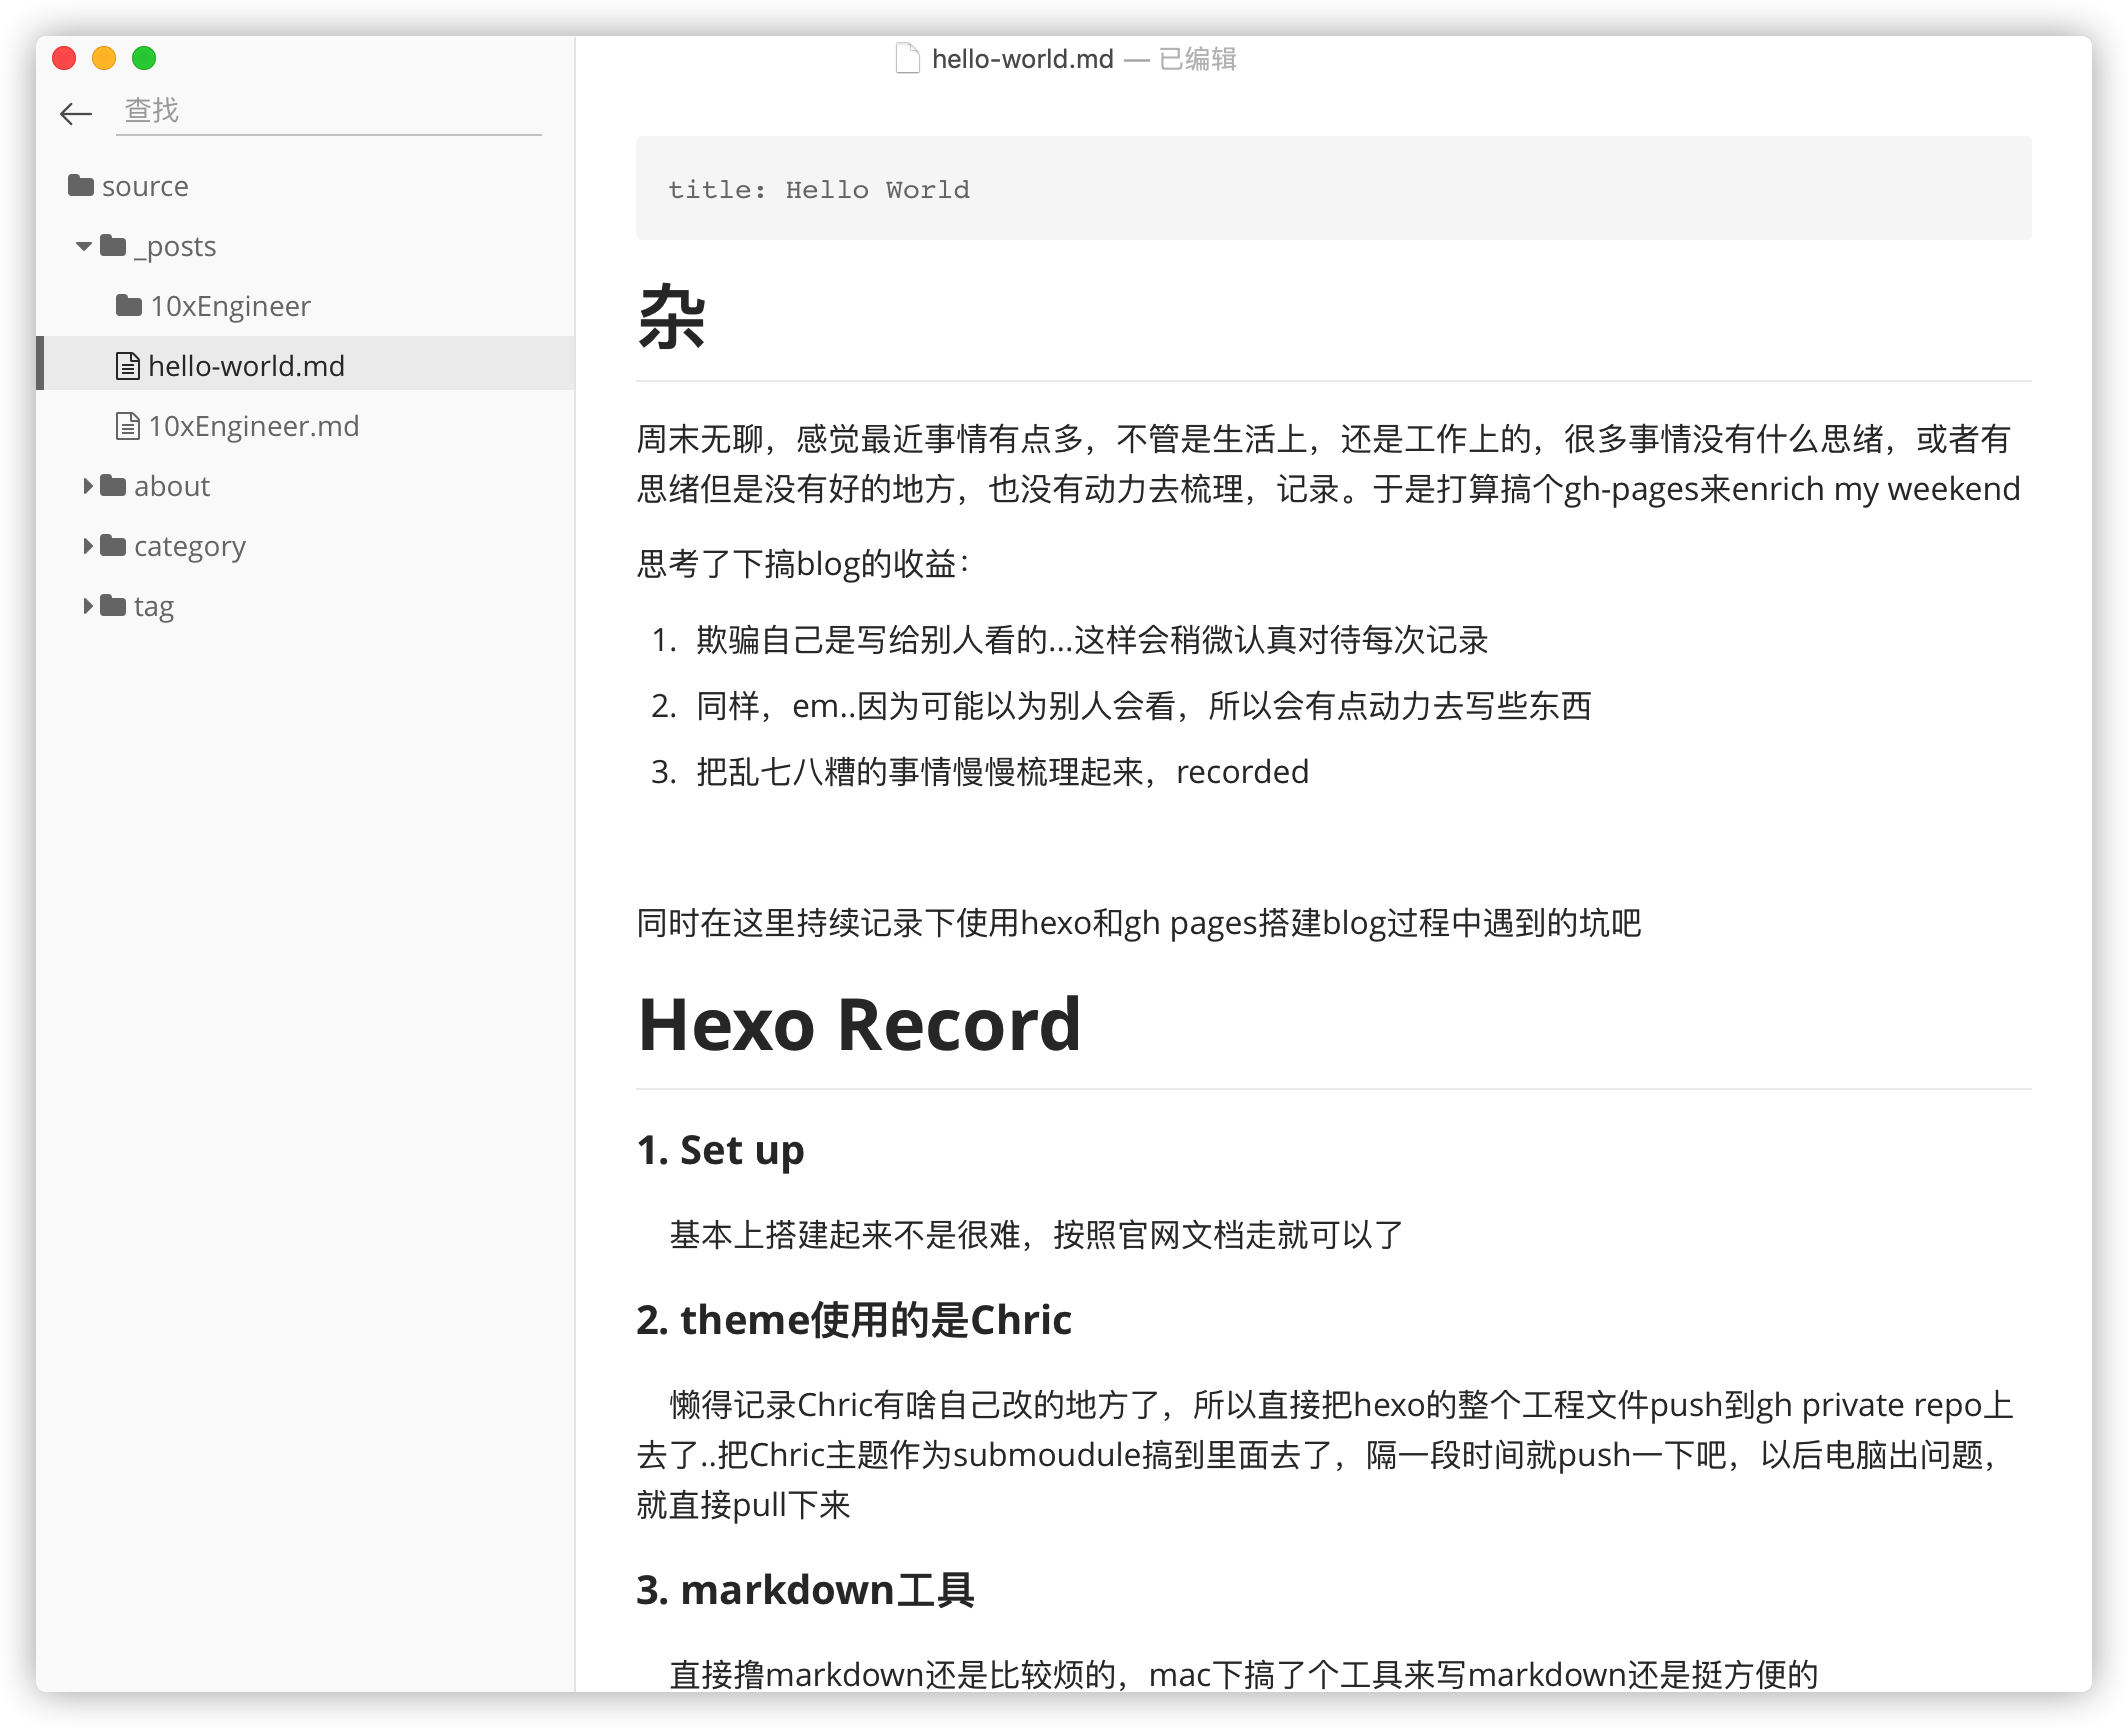 hello-world.md — 已编辑
查找
source
_posts
10xEngineer
hello-world.md
10xEngineer.md
about
category
tag
title: Hello World
杂
周末无聊，感觉最近事情有点多，不管是生活上，还是工作上的，很多事情没有什么思绪，或者有
思绪但是没有好的地方，也没有动力去梳理，记录。于是打算搞个gh-pages来enrich my weekend
思考了下搞blog的收益：
1. 欺骗自己是写给别人看的...这样会稍微认真对待每次记录
2. 同样，em..因为可能以为别人会看，所以会有点动力去写些东西
3. 把乱七八糟的事情慢慢梳理起来，recorded
同时在这里持续记录下使用hexo和gh pages搭建blog过程中遇到的坑吧
Hexo Record
1. Set up
基本上搭建起来不是很难，按照官网文档走就可以了
2. theme使用的是Chric
懒得记录Chric有啥自己改的地方了，所以直接把hexo的整个工程文件push到gh private repo上
去了..把Chric主题作为submoudule搞到里面去了，隔一段时间就push一下吧，以后电脑出问题，
就直接pull下来
3. markdown工具
直接撸markdown还是比较烦的，mac下搞了个工具来写markdown还是挺方便的